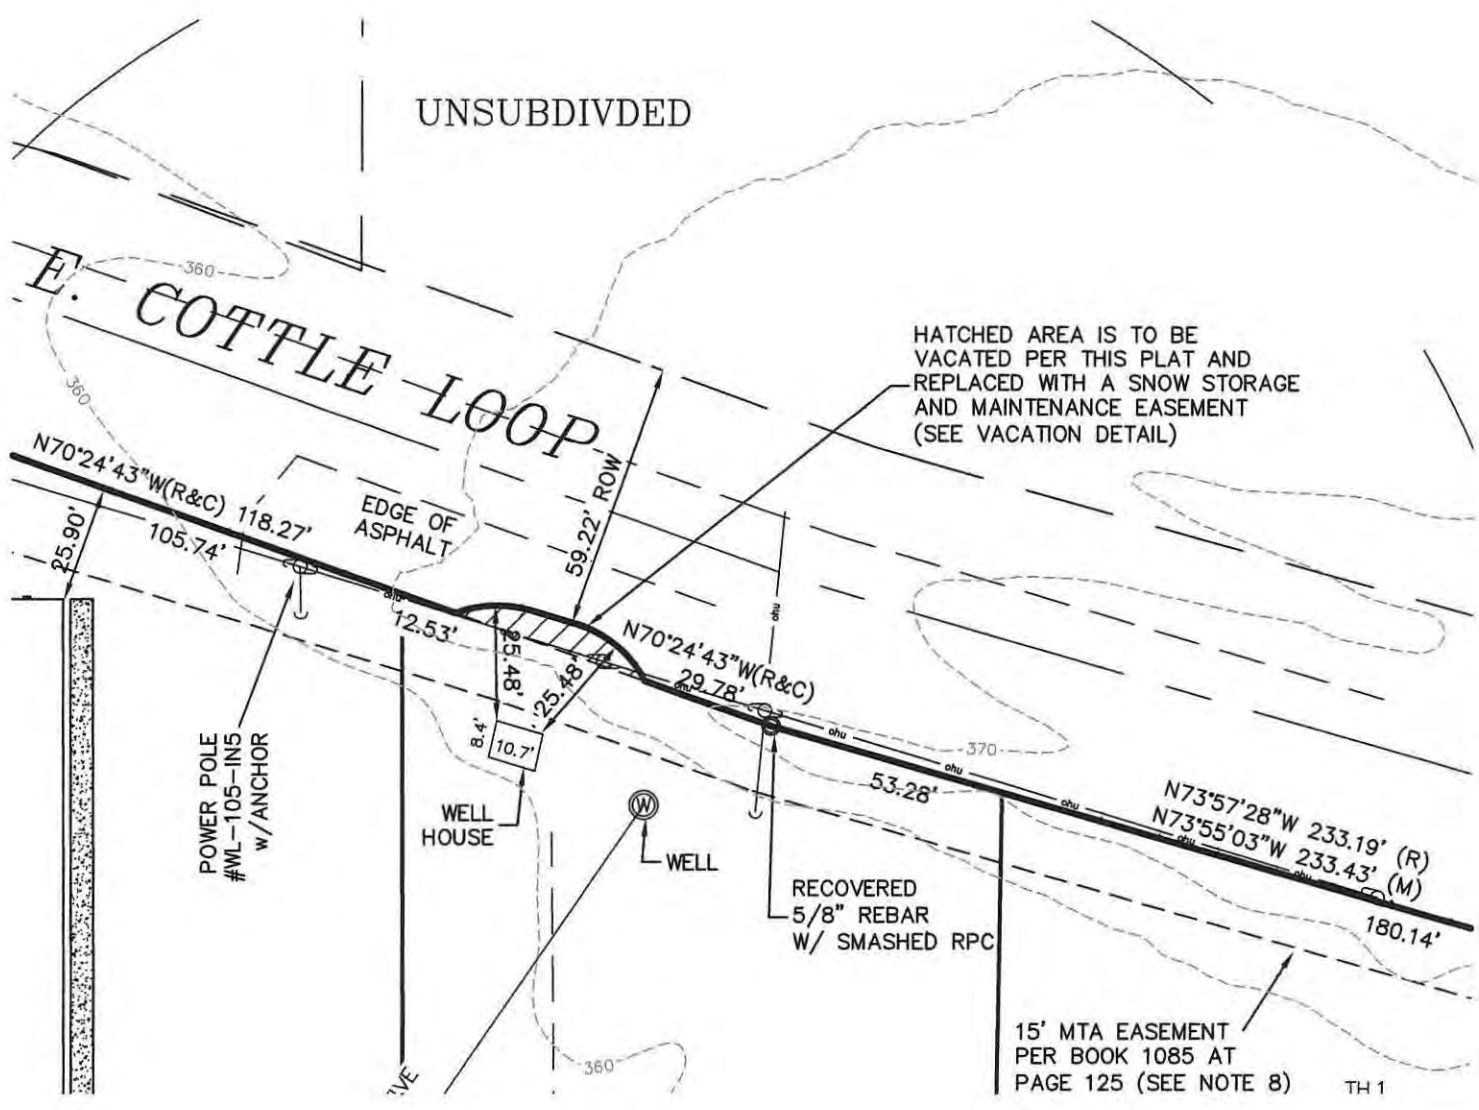 UNSUBDIVDED
360
E. COTTLE LOOP
360
HATCHED AREA IS TO BE
VACATED PER THIS PLAT AND
REPLACED WITH A SNOW STORAGE
AND MAINTENANCE EASEMENT
(SEE VACATION DETAIL)
N70°24'43"W(R&C) 118.27'
105.74'
25.90'
EDGE OF
ASPHALT
59.22' ROW
ohu
ohu
12.53'
N70°24'43"W(R&C)
29.78'
ohu
25.48'
25.48'
8.4'
10.7'
POWER POLE
#WL-105-IN5
w/ANCHOR
WELL
HOUSE
W
WELL
ohu
370
ohu
53.28'
ohu
N73°57'28"W 233.19' (R)
N73°55'03"W 233.43' (M)
ohu
ohu
180.14'
RECOVERED
5/8" REBAR
W/ SMASHED RPC
15' MTA EASEMENT
PER BOOK 1085 AT
PAGE 125 (SEE NOTE 8)
TH 1
360